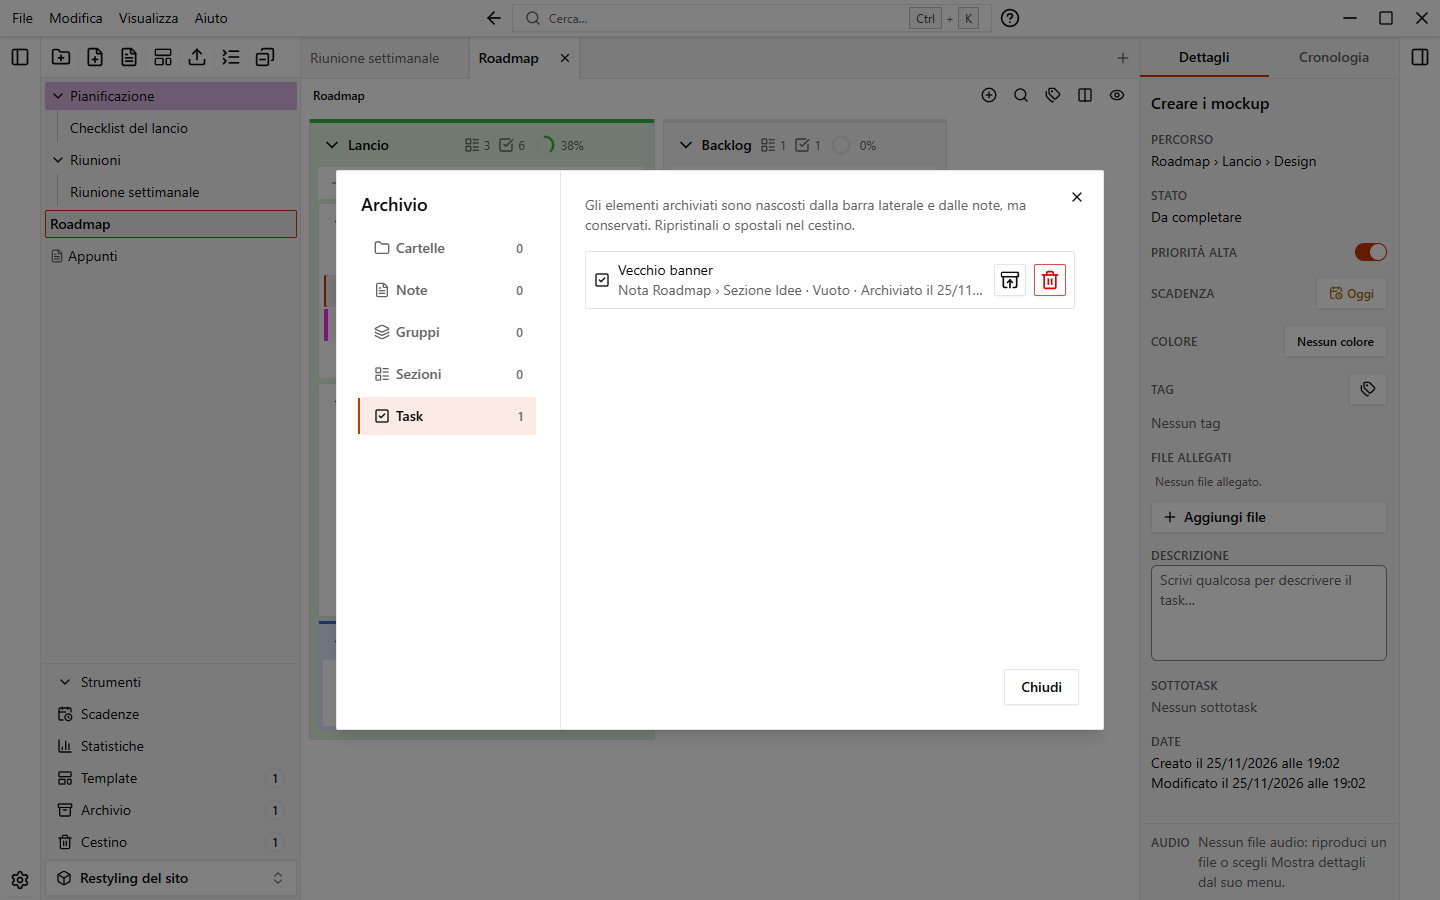 File Modifica Visualizza Aiuto
Cerca... Ctrl + K
Riunione settimanale
Roadmap
Dettagli
Cronologia
Pianificazione
Checklist del lancio
Riunioni
Riunione settimanale
Roadmap
Appunti
Roadmap
Lancio 3 6 38%
Backlog 1 1 0%
Archivio
Cartelle 0
Note 0
Gruppi 0
Sezioni 0
Task 1
Gli elementi archiviati sono nascosti dalla barra laterale e dalle note, ma
conservati. Ripristinali o spostali nel cestino.
Vecchio banner
Nota Roadmap › Sezione Idee · Vuoto · Archiviato il 25/11...
Chiudi
Creare i mockup
PERCORSO
Roadmap › Lancio › Design
STATO
Da completare
PRIORITÀ ALTA
SCADENZA Oggi
COLORE Nessun colore
TAG
Nessun tag
FILE ALLEGATI
Nessun file allegato.
Aggiungi file
DESCRIZIONE
Scrivi qualcosa per descrivere il
task...
SOTTOTASK
Nessun sottotask
DATE
Creato il 25/11/2026 alle 19:02
Modificato il 25/11/2026 alle 19:02
AUDIO Nessun file audio: riproduci un
file o scegli Mostra dettagli
dal suo menu.
Strumenti
Scadenze
Statistiche
Template 1
Archivio 1
Cestino 1
Restyling del sito